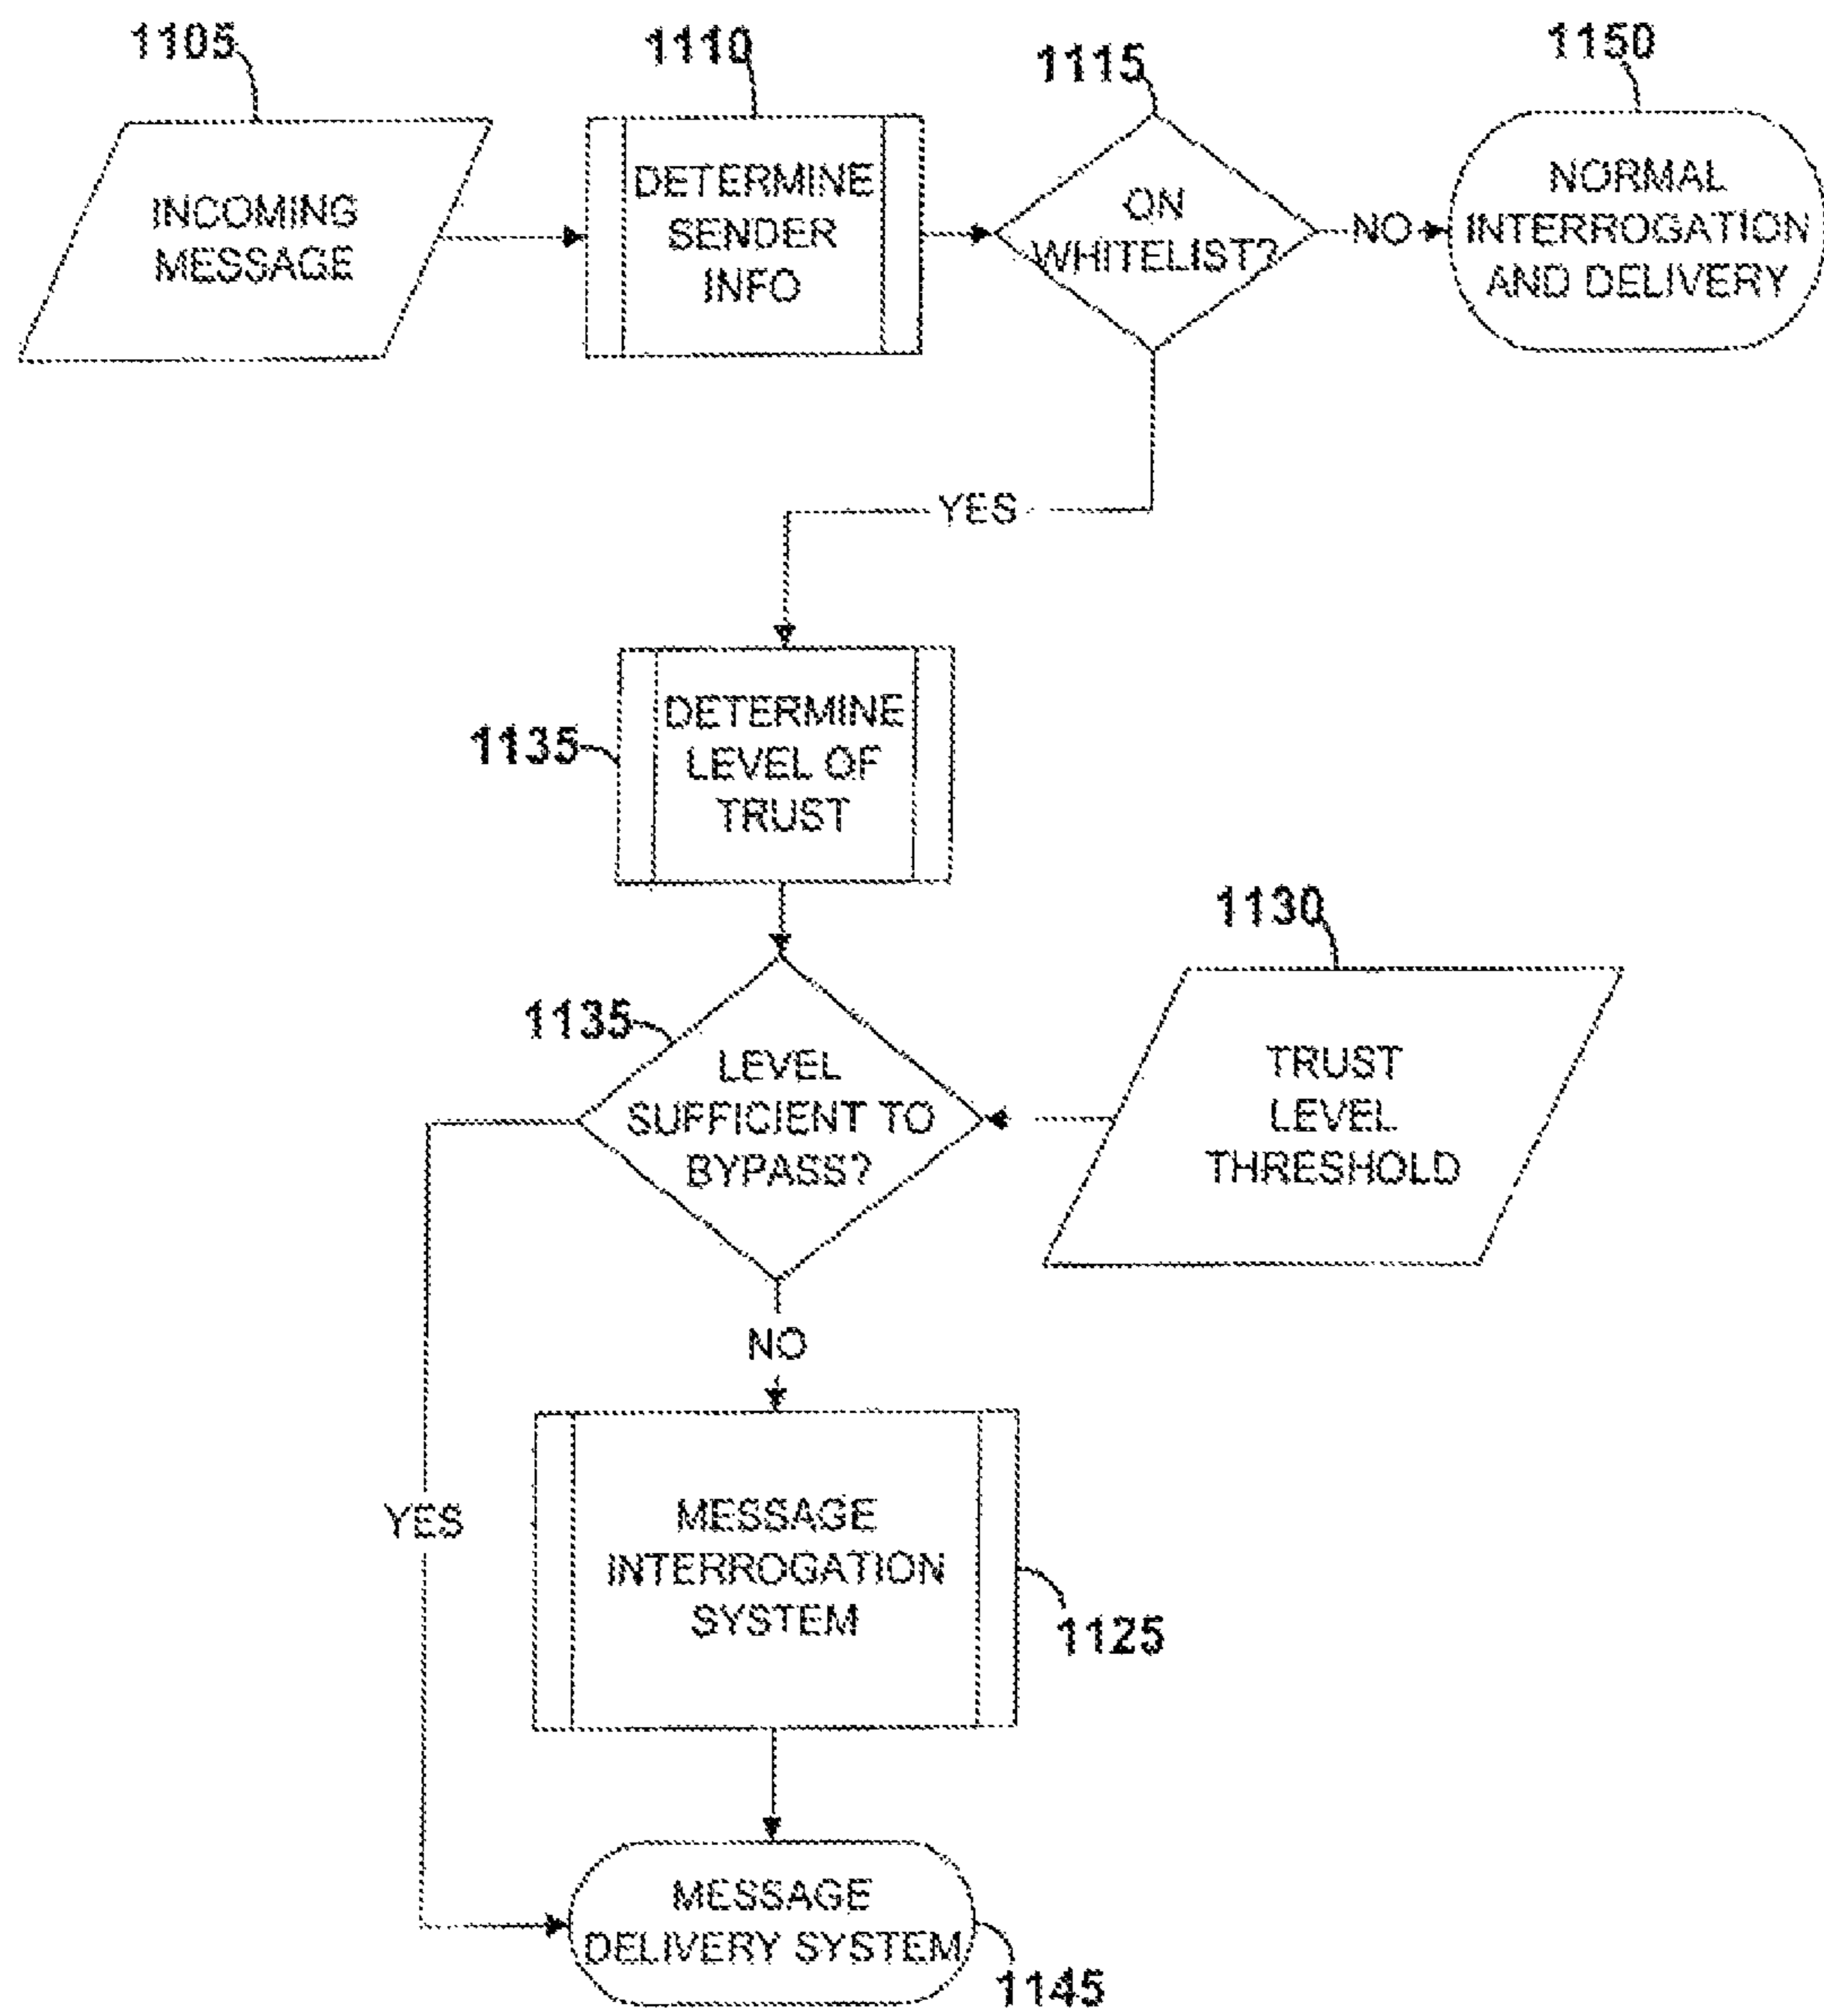 1105
1110
1115
1150
INCOMING
MESSAGE
DETERMINE
SENDER
INFO
ON
WHITELIST?
NO
NORMAL
INTERROGATION
AND DELIVERY
YES
1135
DETERMINE
LEVEL OF
TRUST
1130
1135
LEVEL
SUFFICIENT TO
BYPASS?
TRUST
LEVEL
THRESHOLD
NO
YES
MESSAGE
INTERROGATION
SYSTEM
1125
MESSAGE
DELIVERY SYSTEM
1145